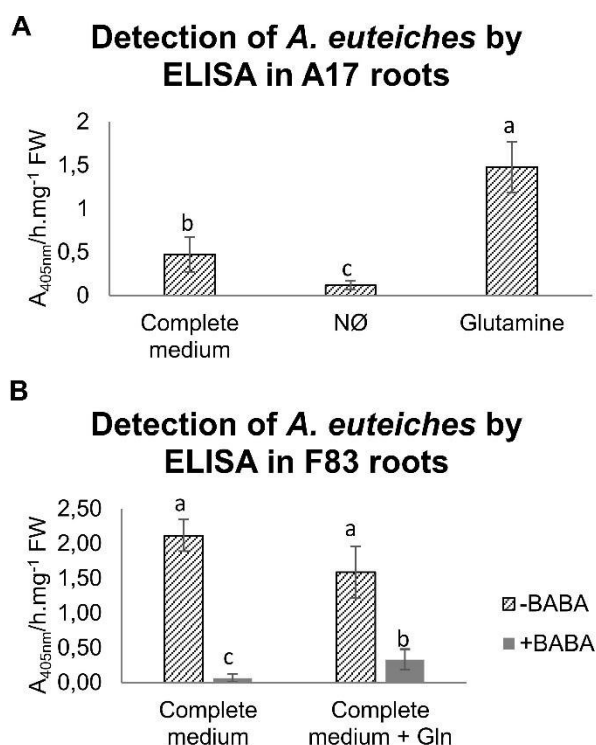 A
Detection of A. euteiches by
ELISA in A17 roots
A405nm/h.mg-1 FW
2
1,5
1
0,5
0
b
c
a
Complete
medium
NØ
Glutamine
B
Detection of A. euteiches by
ELISA in F83 roots
A405nm/h.mg-1 FW
2,50
2,00
1,50
1,00
0,50
0,00
a
c
a
b
-BABA
+BABA
Complete
medium
Complete
medium + Gln